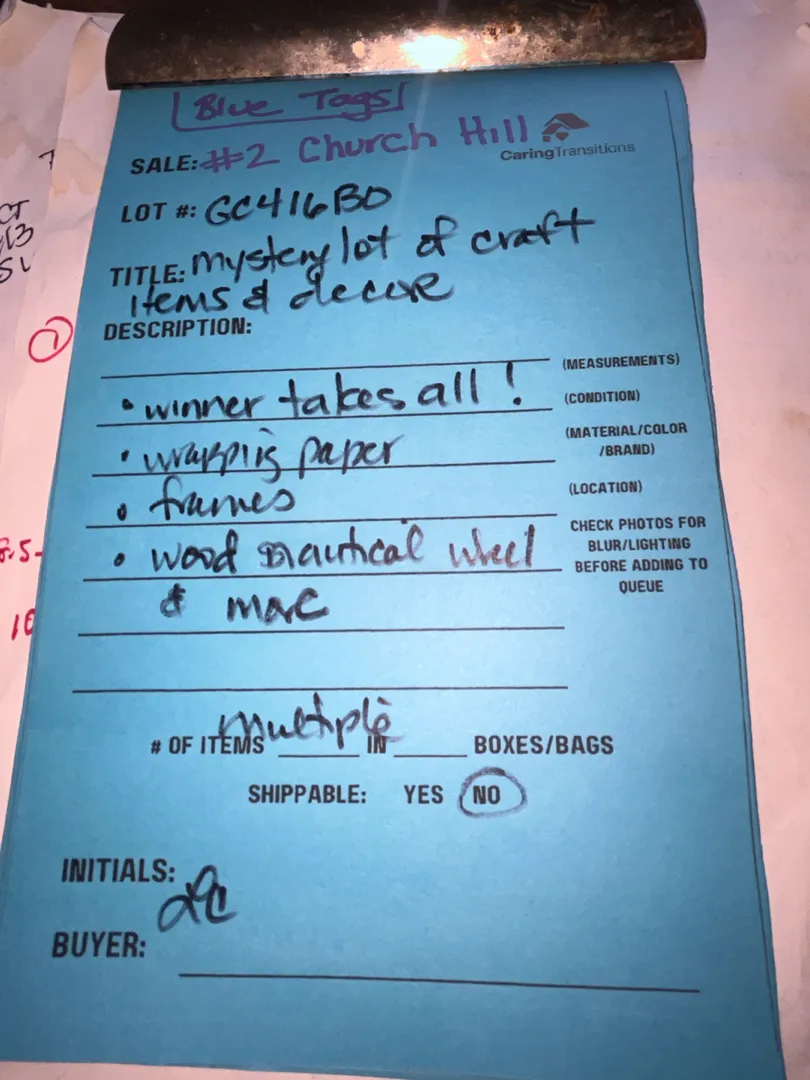 Blue Tags
SALE: #2 Church Hill
CaringTransitions
LOT #: GC416BO
TITLE: mystery lot of craft
items & decor
DESCRIPTION:
(MEASUREMENTS)
• winner takes all!
(CONDITION)
• wrapping paper
(MATERIAL/COLOR
/BRAND)
• frames
(LOCATION)
• wood nautical wheel
& more
CHECK PHOTOS FOR
BLUR/LIGHTING
BEFORE ADDING TO
QUEUE
# OF ITEMS multiple IN BOXES/BAGS
SHIPPABLE: YES NO
INITIALS:
BUYER: